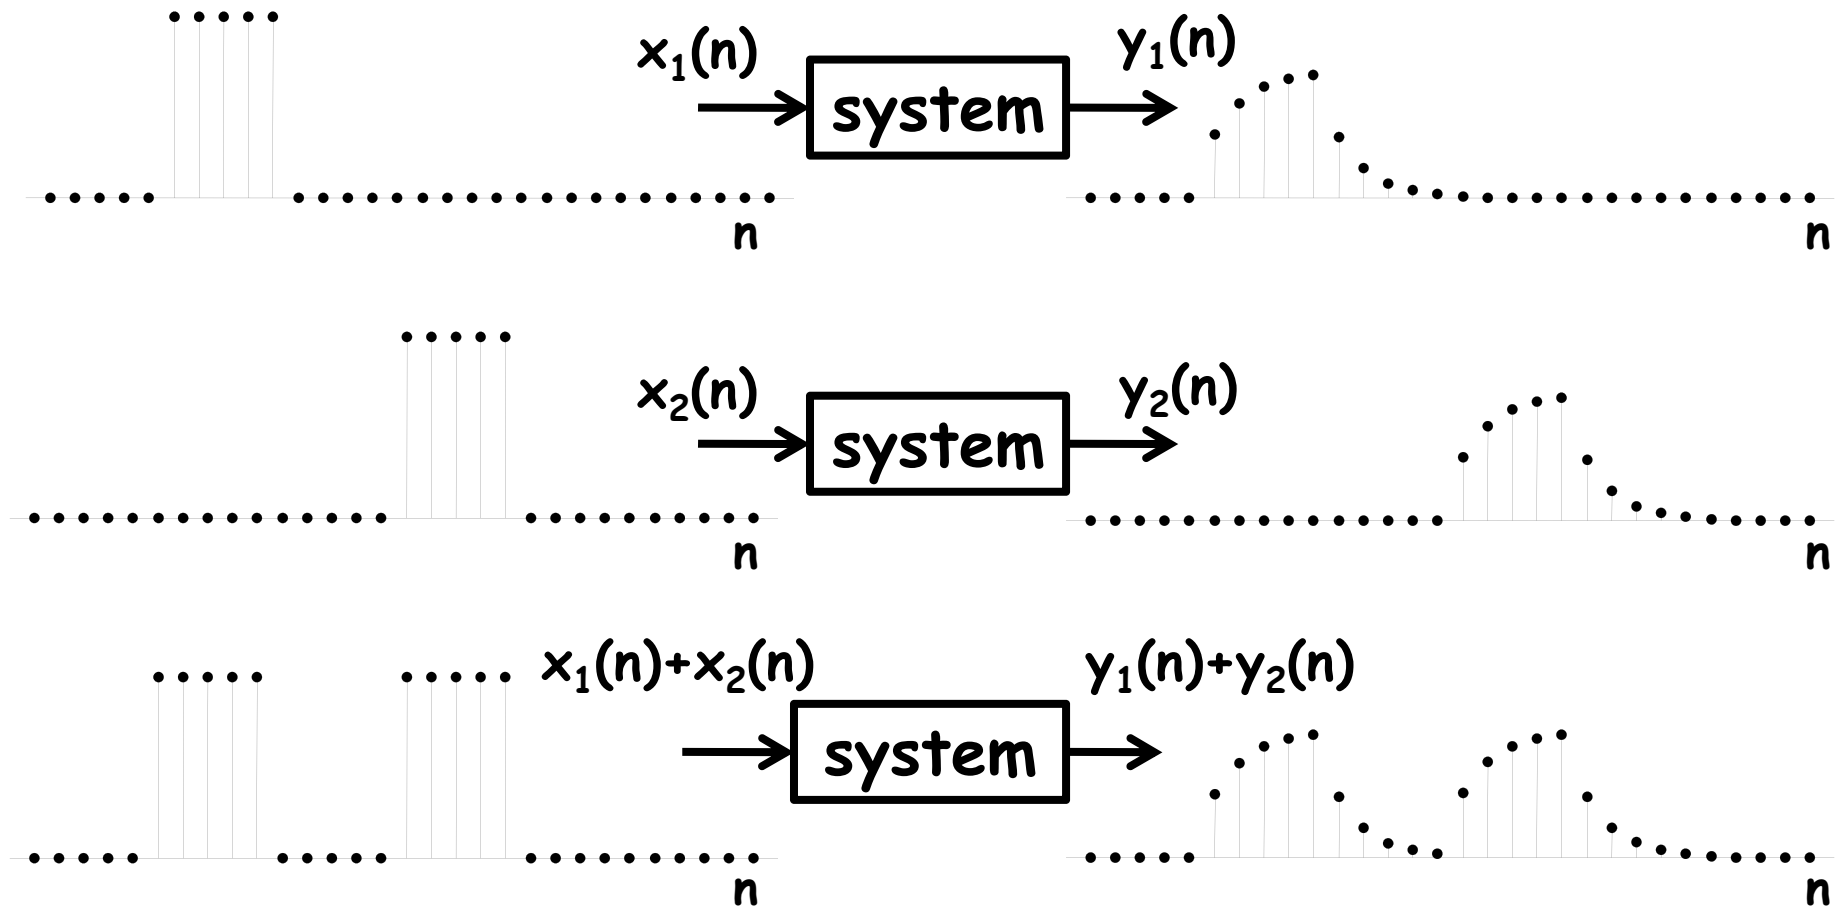 x₁(n) y₁(n)
system
n n
x₂(n) y₂(n)
system
n n
x₁(n)+x₂(n) y₁(n)+y₂(n)
system
n n